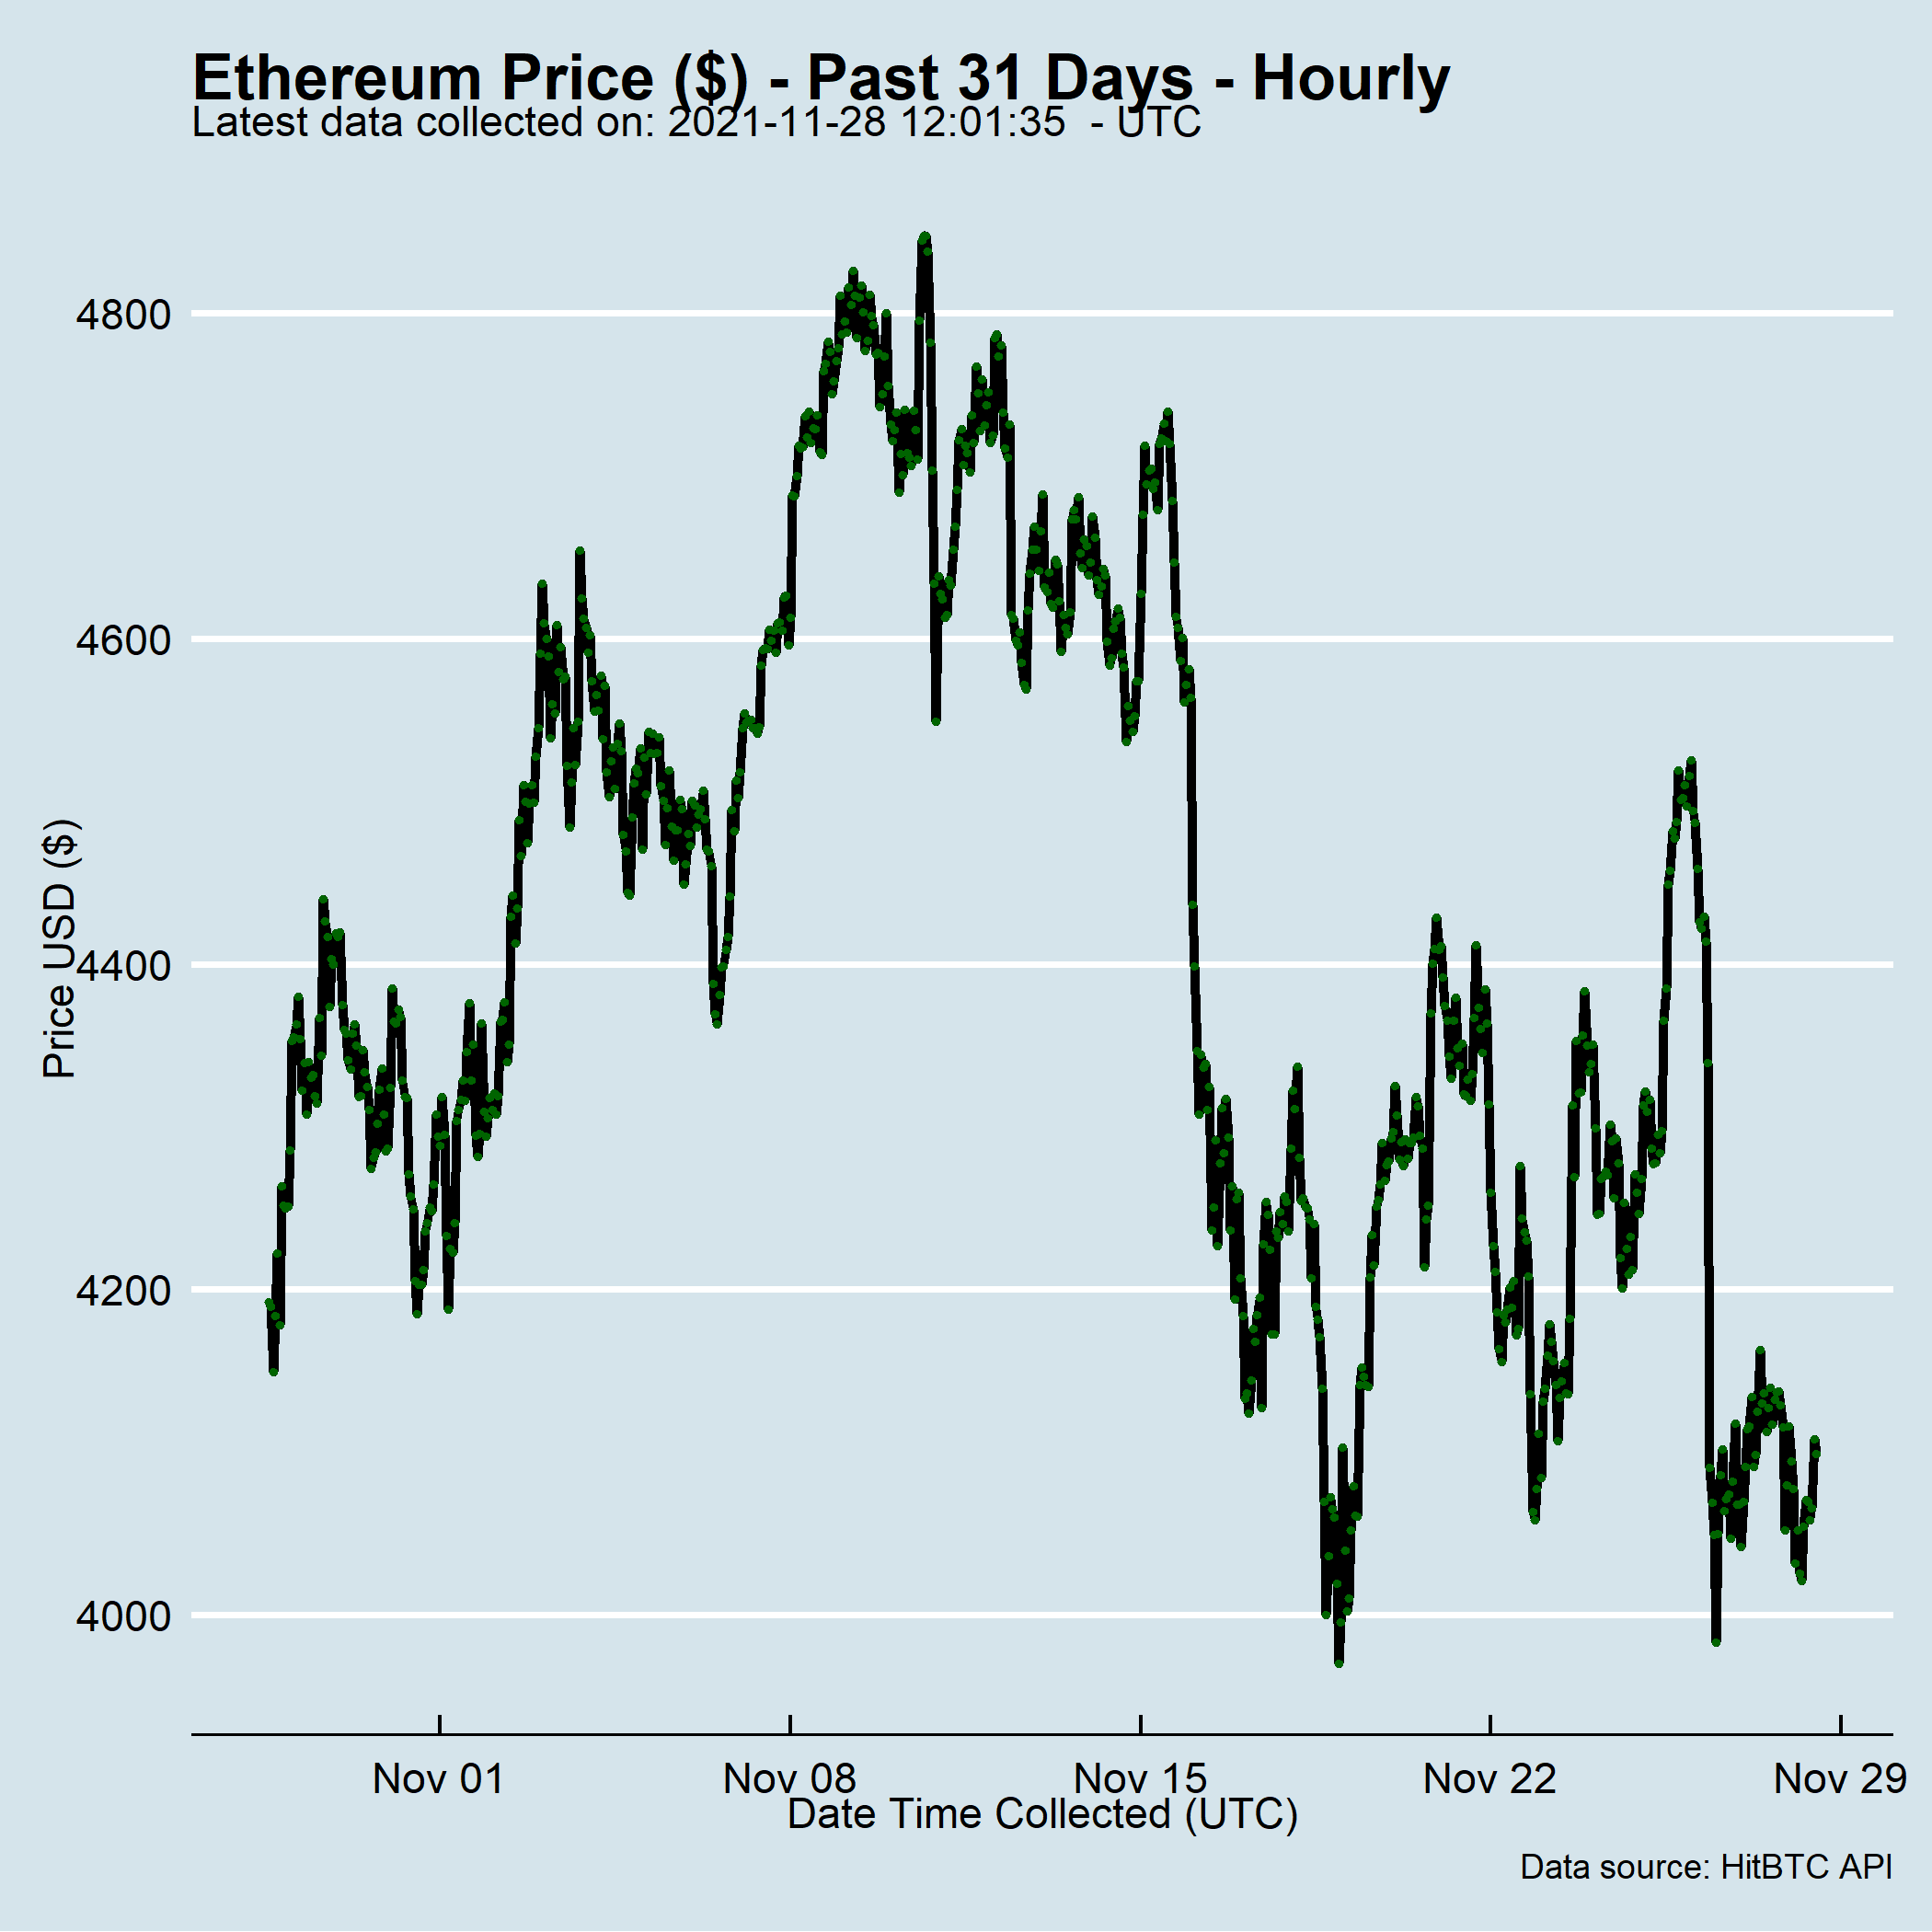 Ethereum Price ($) - Past 31 Days - Hourly
Latest data collected on: 2021-11-28 12:01:35  - UTC
4800
4600
4400
4200
4000
Price USD ($)
Nov 01
Nov 08
Nov 15
Nov 22
Nov 29
Date Time Collected (UTC)
Data source: HitBTC API